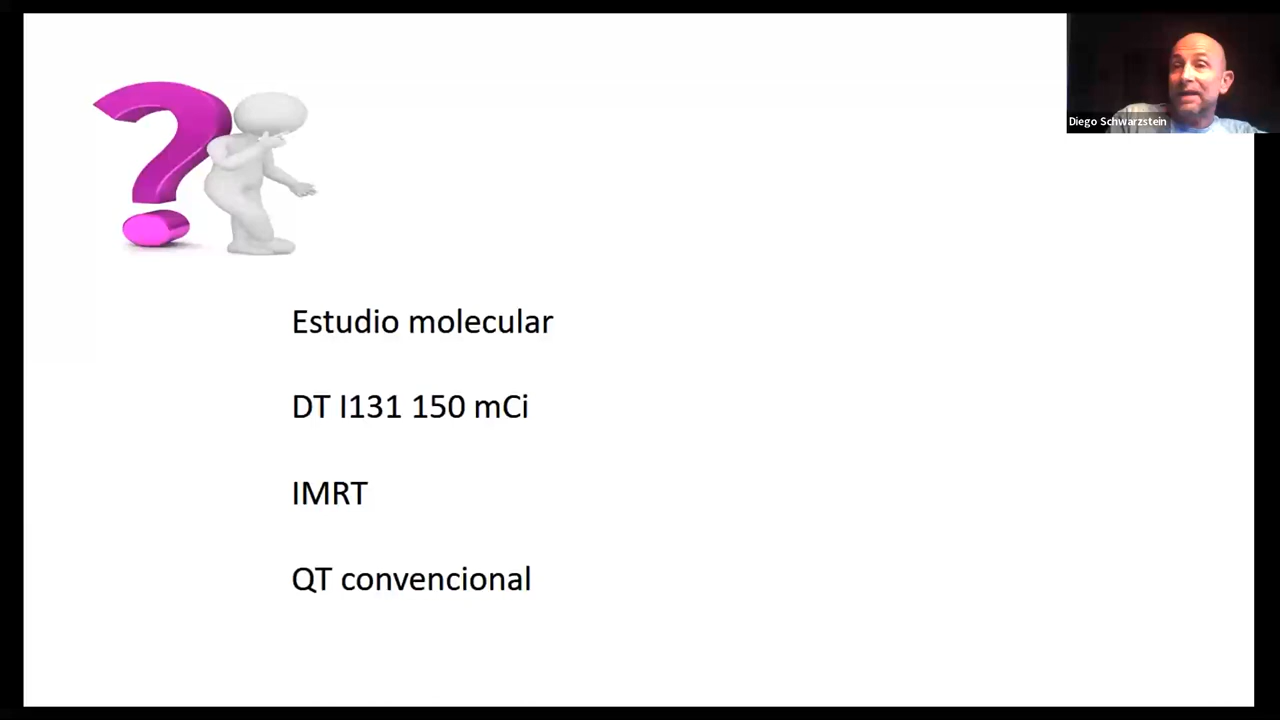 Diego Schwarzstein
Estudio molecular
DT I131 150 mCi
IMRT
QT convencional